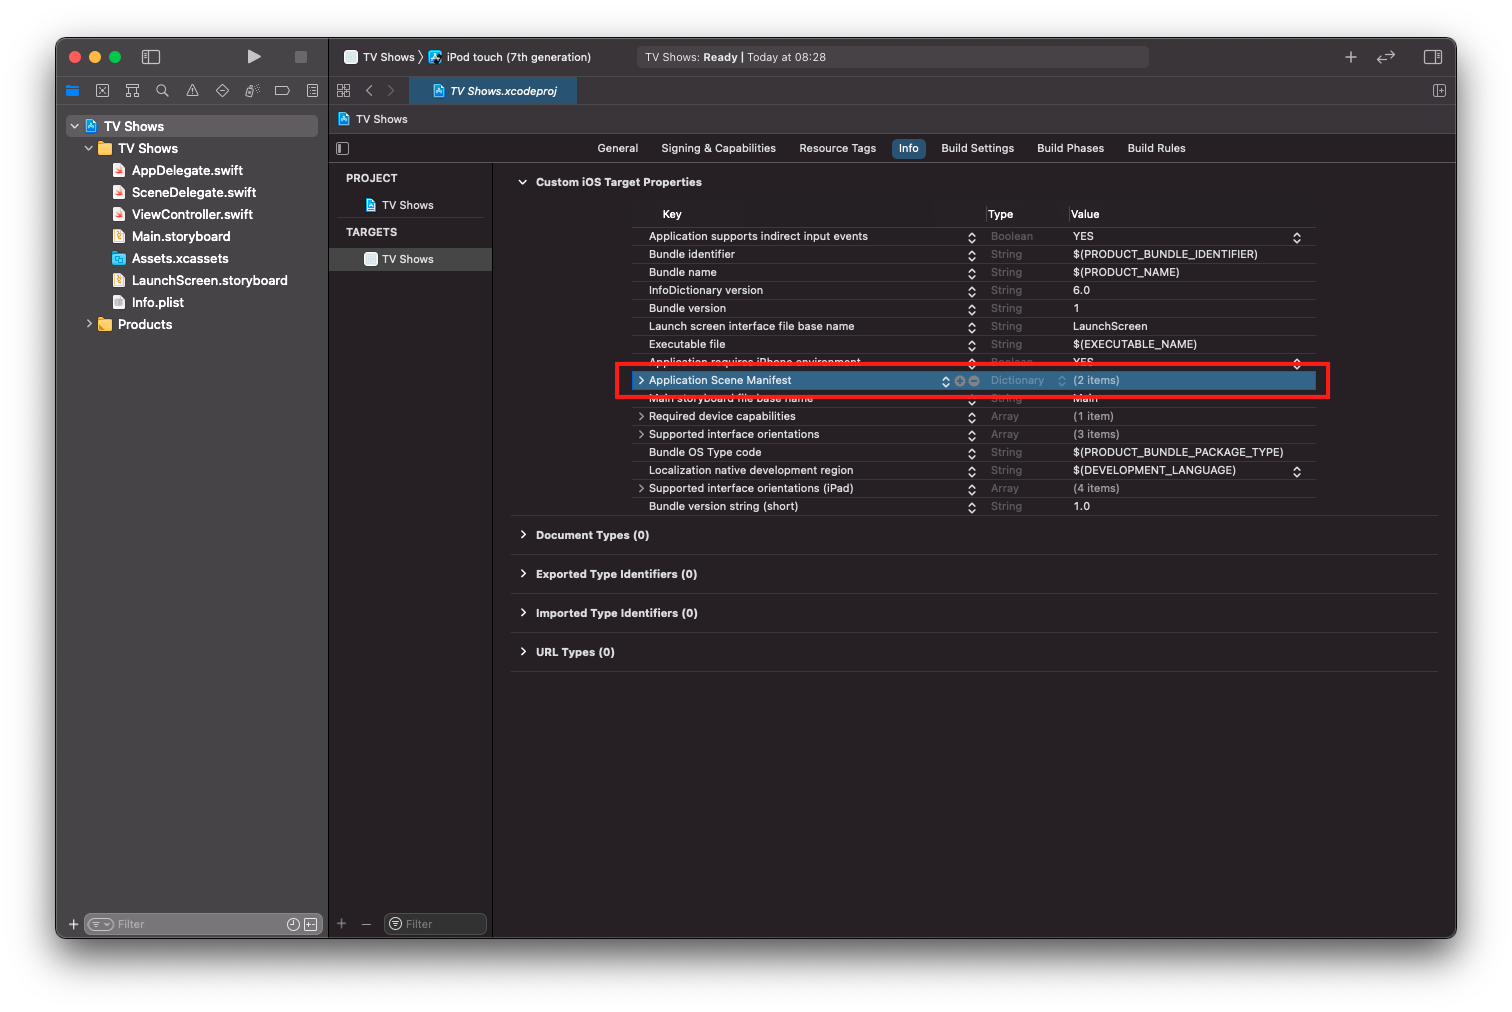 TV Shows
iPod touch (7th generation)
TV Shows: Ready | Today at 08:28
TV Shows.xcodeproj
TV Shows
TV Shows
TV Shows
AppDelegate.swift
SceneDelegate.swift
ViewController.swift
Main.storyboard
Assets.xcassets
LaunchScreen.storyboard
Info.plist
Products
Filter
General
Signing & Capabilities
Resource Tags
Info
Build Settings
Build Phases
Build Rules
PROJECT
TV Shows
TARGETS
TV Shows
Filter
Custom iOS Target Properties
Key Type Value
Application supports indirect input events Boolean YES
Bundle identifier String $(PRODUCT_BUNDLE_IDENTIFIER)
Bundle name String $(PRODUCT_NAME)
InfoDictionary version String 6.0
Bundle version String 1
Launch screen interface file base name String LaunchScreen
Executable file String $(EXECUTABLE_NAME)
Application requires iPhone environment Boolean YES
Application Scene Manifest Dictionary (2 items)
Main storyboard file base name String Main
Required device capabilities Array (1 item)
Supported interface orientations Array (3 items)
Bundle OS Type code String $(PRODUCT_BUNDLE_PACKAGE_TYPE)
Localization native development region String $(DEVELOPMENT_LANGUAGE)
Supported interface orientations (iPad) Array (4 items)
Bundle version string (short) String 1.0
Document Types (0)
Exported Type Identifiers (0)
Imported Type Identifiers (0)
URL Types (0)